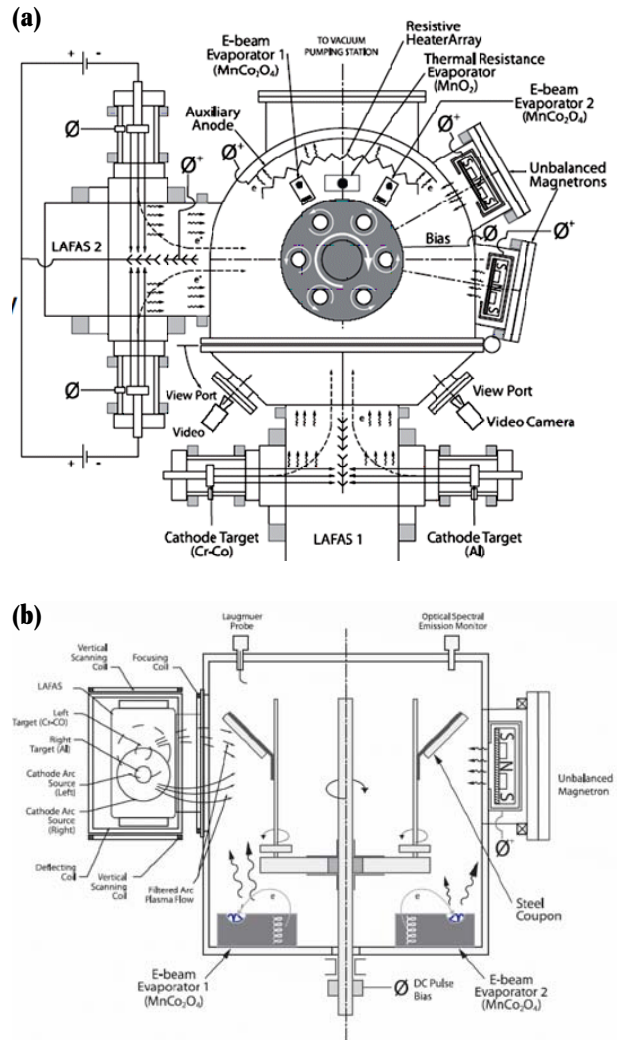 (a)
TO VACUUM
PUMPING STATION
E-beam
Evaporator 1
(MnCo2O4)
Resistive
HeaterArray
Thermal Resistance
Evaporator
(MnO2)
E-beam
Evaporator 2
(MnCo2O4)
Auxiliary
Anode
Unbalanced
Magnetrons
+ -
Ø
Ø+
Ø+
Ø+
e-
e-
S N S
LAFAS 2
e-
e-
Bias
Ø
Ø+
S N S
Ø
+ -
View Port
Video
View Port
Video Camera
e-
Cathode Target
(Cr-Co)
LAFAS 1
Cathode Target
(Al)
(b)
Laugmuer
Probe
Optical Spectral
Emission Monitor
Vertical
Scanning
Coil
Focusing
Coil
LAFAS
Left
Target (Cr-CO)
Right
Target (Al)
Cathode Arc
Source
(Left)
Cathode Arc
Source
(Right)
Deflecting
Coil
Vertical
Scanning
Coil
Filtered Arc
Plasma Flow
S N S
Unbalanced
Magnetron
Ø+
e-
e-
Steel
Coupon
E-beam
Evaporator 1
(MnCo2O4)
Ø DC Pulse
Bias
E-beam
Evaporator 2
(MnCo2O4)